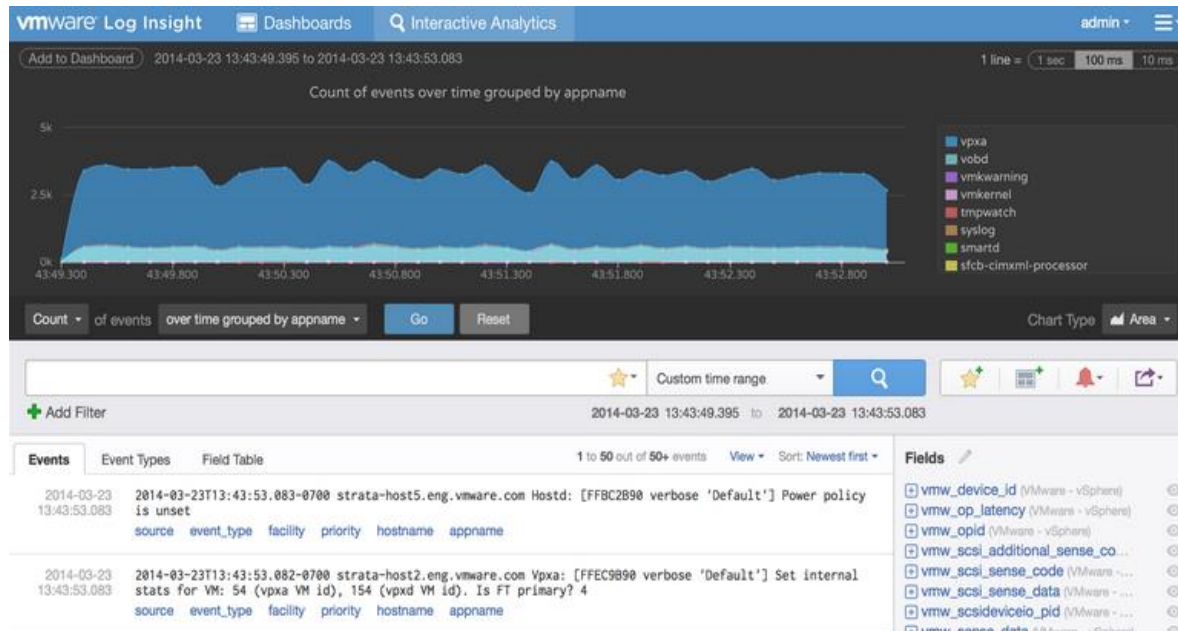 vmware Log Insight Dashboards Interactive Analytics admin
Add to Dashboard 2014-03-23 13:43:49.395 to 2014-03-23 13:43:53.083 1 line = 1 sec 100 ms 10 ms
Count of events over time grouped by appname
5k
2.5k
0k
43:49.300 43:49.800 43:50.300 43:50.800 43:51.300 43:51.800 43:52.300 43:52.800
vpxa
vobd
vmkwarning
vmkernel
tmpwatch
syslog
smartd
sfcb-cimxml-processor
Count of events over time grouped by appname Go Reset Chart Type Area
Custom time range
Add Filter 2014-03-23 13:43:49.395 to 2014-03-23 13:43:53.083
Events Event Types Field Table 1 to 50 out of 50+ events View Sort: Newest first
2014-03-23 2014-03-23T13:43:53.083-0700 strata-host5.eng.vmware.com Hostd: [FFBC2B90 verbose 'Default'] Power policy
13:43:53.083 is unset
source event_type facility priority hostname appname
2014-03-23 2014-03-23T13:43:53.082-0700 strata-host2.eng.vmware.com Vpxa: [FFEC9B90 verbose 'Default'] Set internal
13:43:53.083 stats for VM: 54 (vpxa VM id), 154 (vpxd VM id). Is FT primary? 4
source event_type facility priority hostname appname
Fields
vmw_device_id (VMware - vSphere)
vmw_op_latency (VMware - vSphere)
vmw_opid (VMware - vSphere)
vmw_scsi_additional_sense_co...
vmw_scsi_sense_code (VMware -...
vmw_scsi_sense_data (VMware - ...
vmw_scsideviceio_pid (VMware - ...